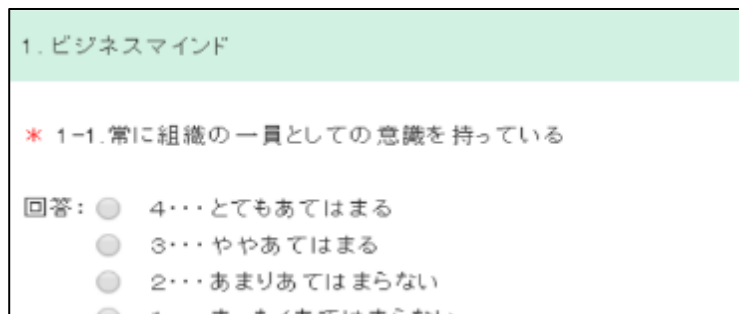 1.ビジネスマインド
* 1-1.常に組織の一員としての意識を持っている
回答: 4･･･とてもあてはまる
3･･･ややあてはまる
2･･･あまりあてはまらない